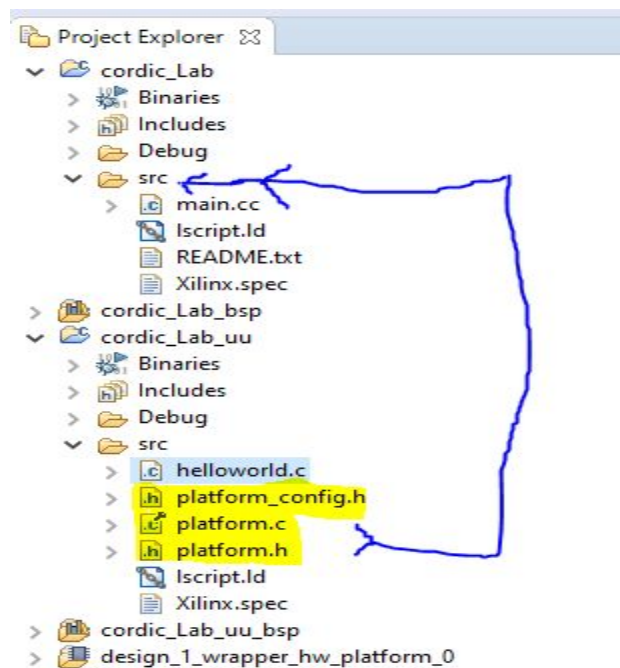 Project Explorer
cordic_Lab
Binaries
Includes
Debug
src
main.cc
lscript.ld
README.txt
Xilinx.spec
cordic_Lab_bsp
cordic_Lab_uu
Binaries
Includes
Debug
src
helloworld.c
platform_config.h
platform.c
platform.h
lscript.ld
Xilinx.spec
cordic_Lab_uu_bsp
design_1_wrapper_hw_platform_0